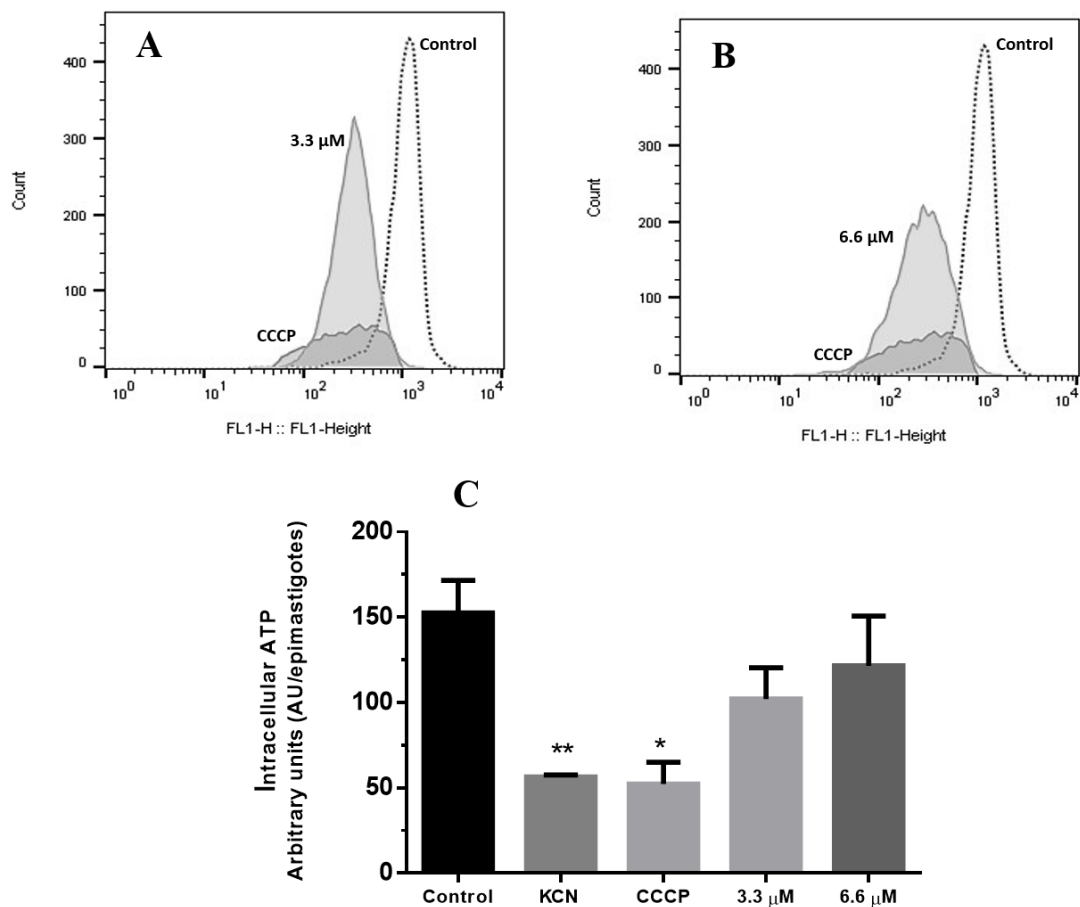 A
Control
3.3 µM
CCCP
400
300
200
100
0
Count
10^0
10^1
10^2
10^3
10^4
FL1-H :: FL1-Height
B
Control
6.6 µM
CCCP
400
300
200
100
0
Count
10^0
10^1
10^2
10^3
10^4
FL1-H :: FL1-Height
C
Intracellular ATP
Arbitrary units (AU/epimastigotes)
200
150
100
50
0
**
*
Control
KCN
CCCP
3.3 µM
6.6 µM